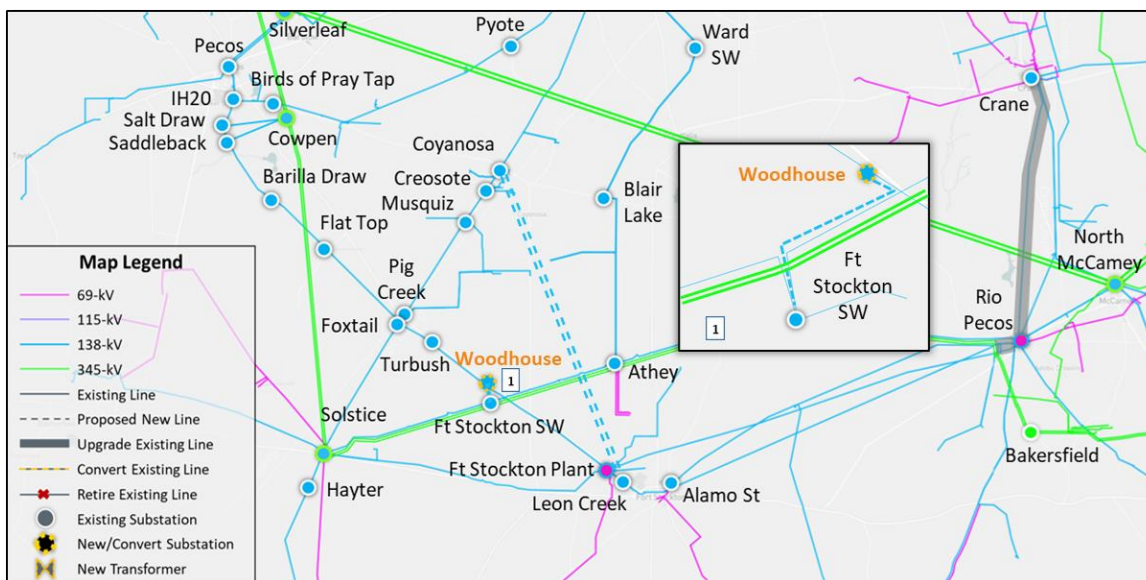 Silverleaf
Pyote
Ward
SW
Pecos
Birds of Pray Tap
IH20
Crane
Salt Draw
Cowpen
Saddleback
Coyanosa
Woodhouse
Barilla Draw
Creosote
Musquiz
Blair
Lake
Flat Top
North
McCamey
Ft
Stockton
SW
Map Legend
Pig
Creek
Rio
Pecos
69-kV
115-kV
138-kV
345-kV
Existing Line
Proposed New Line
Upgrade Existing Line
Convert Existing Line
Retire Existing Line
Existing Substation
New/Convert Substation
New Transformer
1
Foxtail
Turbush
Woodhouse
1
Athey
Solstice
Ft Stockton SW
Bakersfield
Ft Stockton Plant
Hayter
Leon Creek
Alamo St